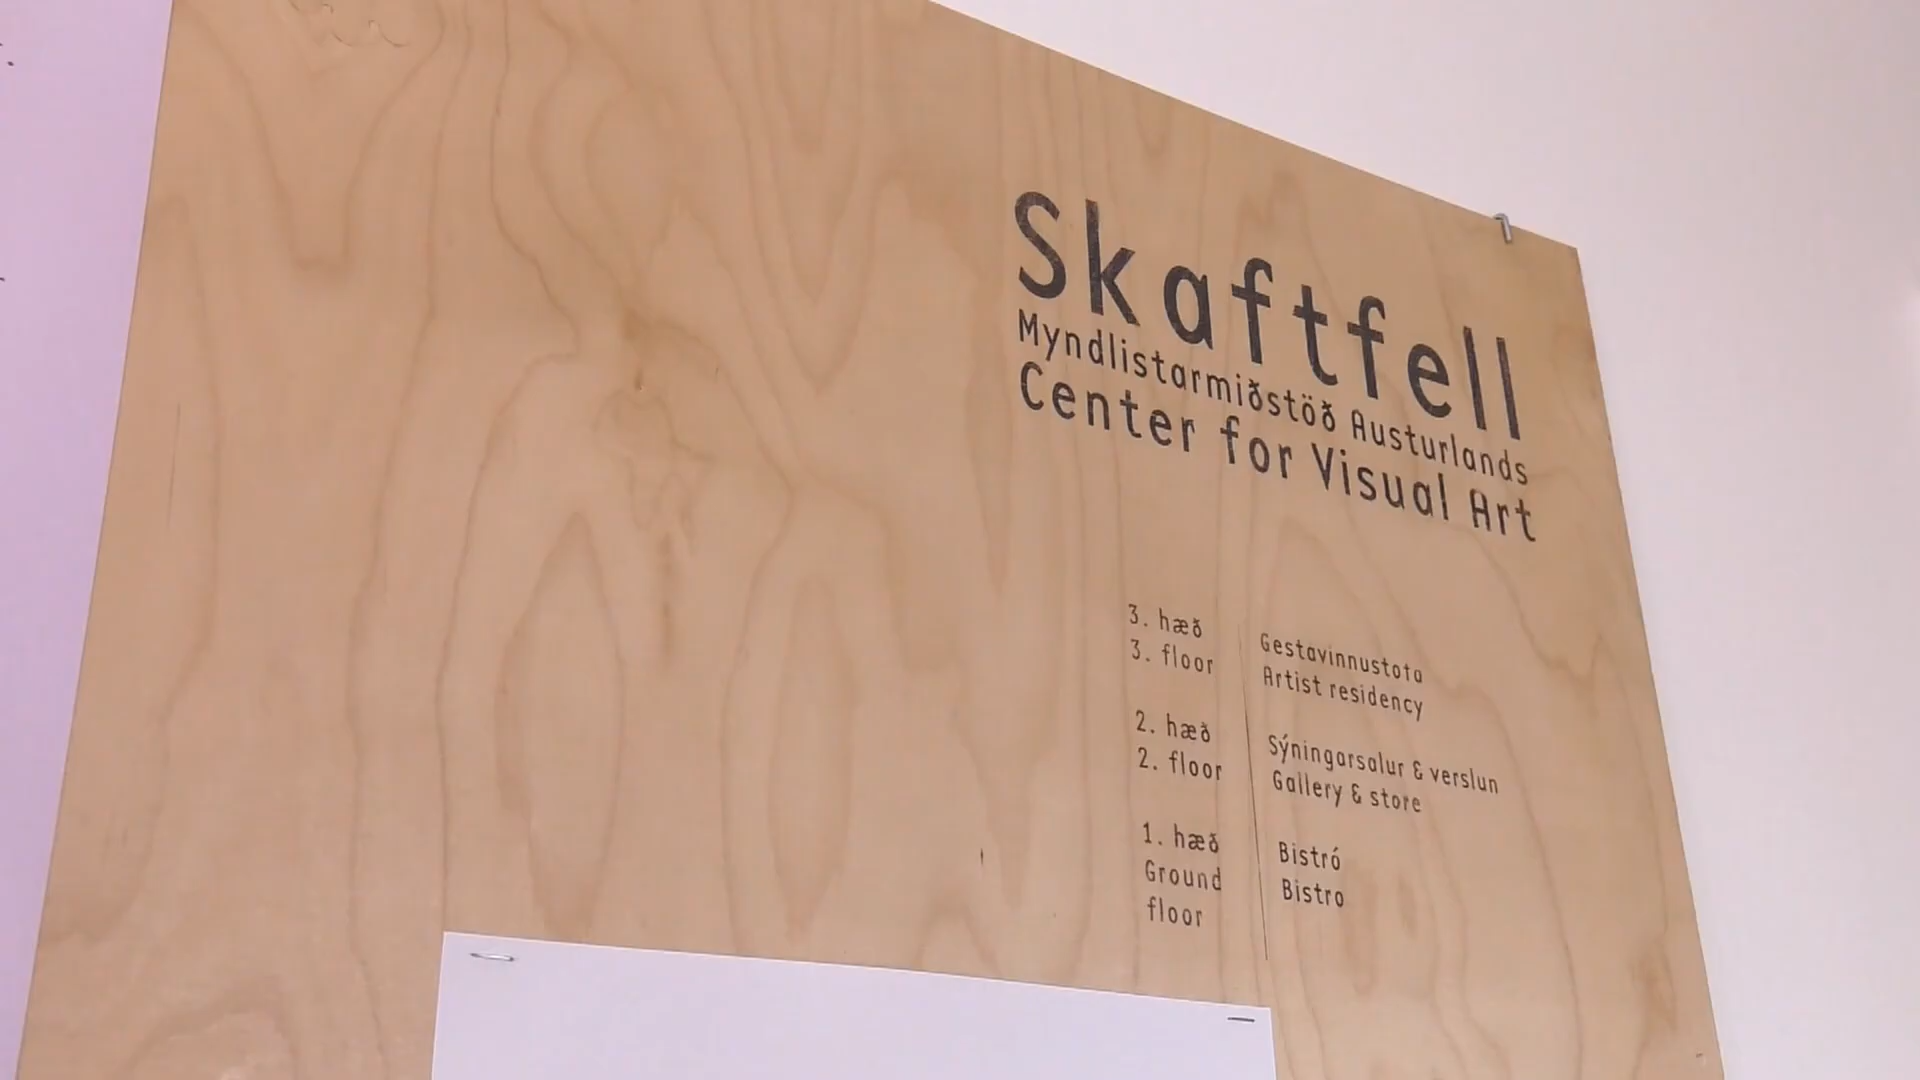 Skaftfell
Myndlistarmiðstöð Austurlands
Center for Visual Art
3. hæð
3. floor
Gestavinnustofa
Artist residency
2. hæð
2. floor
Sýningarsalur & verslun
Gallery & store
1. hæð
Ground
floor
Bistró
Bistro